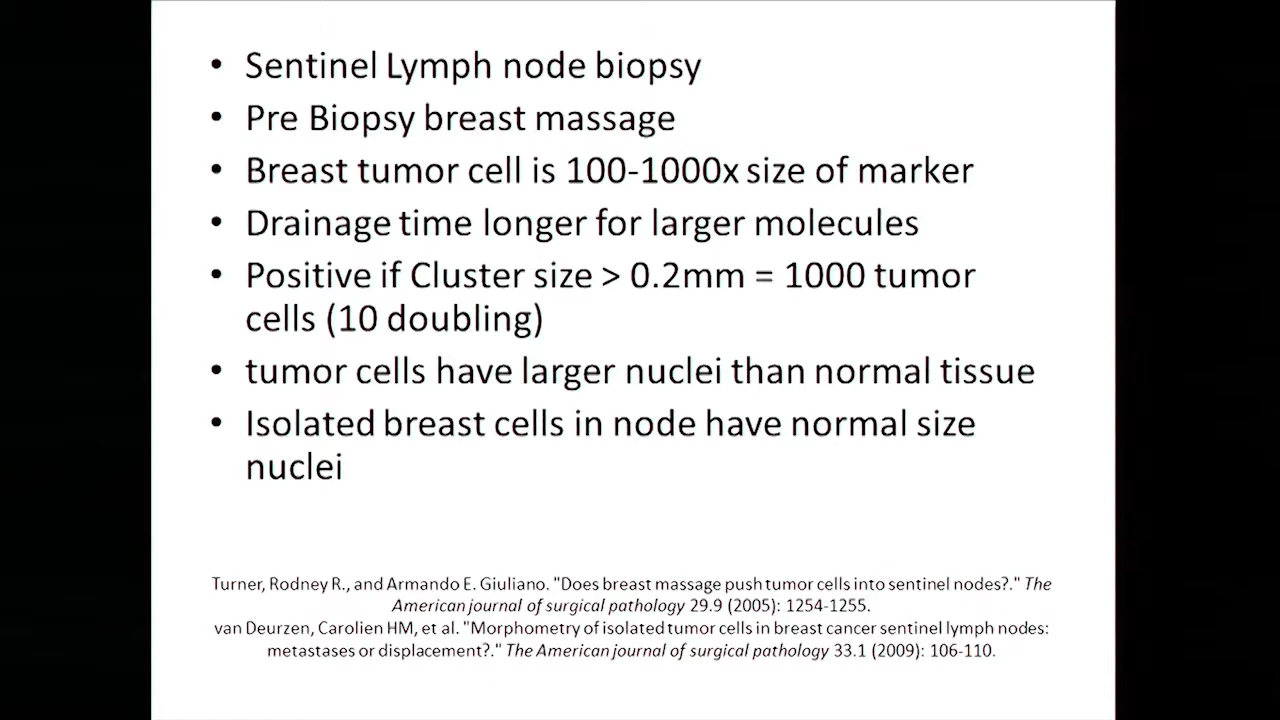 • Sentinel Lymph node biopsy
• Pre Biopsy breast massage
• Breast tumor cell is 100-1000x size of marker
• Drainage time longer for larger molecules
• Positive if Cluster size > 0.2mm = 1000 tumor
cells (10 doubling)
• tumor cells have larger nuclei than normal tissue
• Isolated breast cells in node have normal size
nuclei
Turner, Rodney R., and Armando E. Giuliano. "Does breast massage push tumor cells into sentinel nodes?." The
American journal of surgical pathology 29.9 (2005): 1254-1255.
van Deurzen, Carolien HM, et al. "Morphometry of isolated tumor cells in breast cancer sentinel lymph nodes:
metastases or displacement?." The American journal of surgical pathology 33.1 (2009): 106-110.